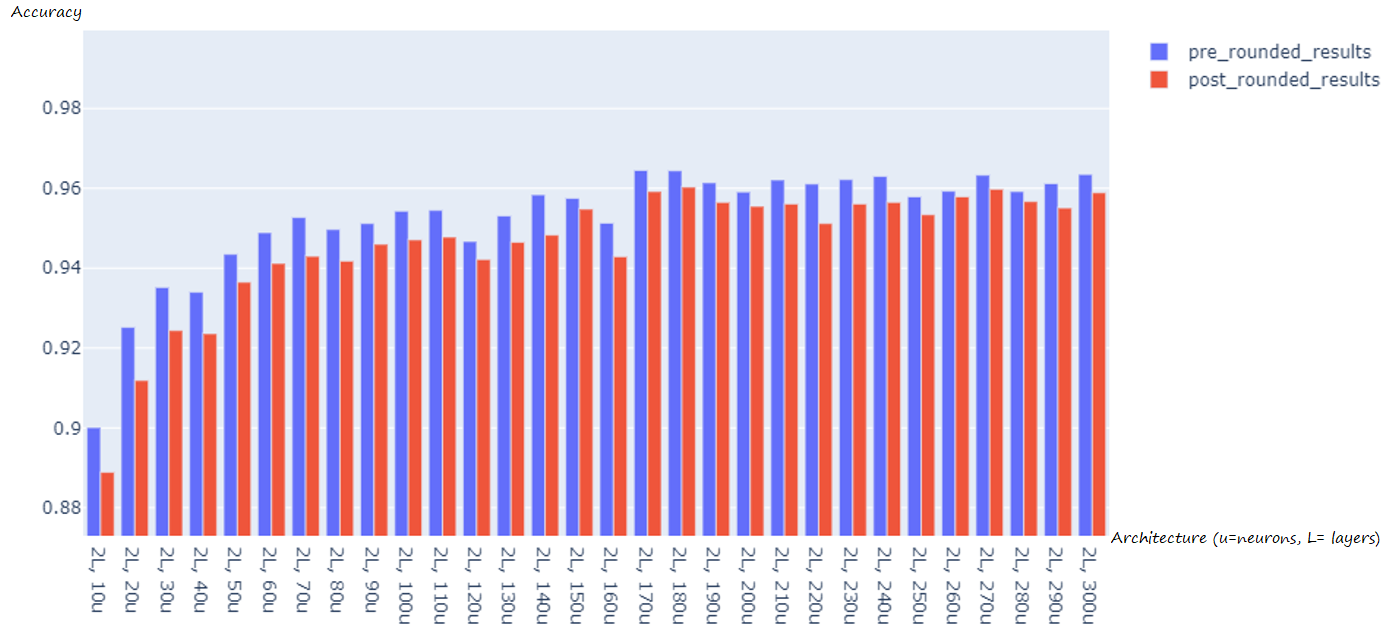 Accuracy
pre_rounded_results
post_rounded_results
0.98
0.96
0.94
0.92
0.9
0.88
Architecture (u=neurons, L= layers)
2L, 10u
2L, 20u
2L, 30u
2L, 40u
2L, 50u
2L, 60u
2L, 70u
2L, 80u
2L, 90u
2L, 100u
2L, 110u
2L, 120u
2L, 130u
2L, 140u
2L, 150u
2L, 160u
2L, 170u
2L, 180u
2L, 190u
2L, 200u
2L, 210u
2L, 220u
2L, 230u
2L, 240u
2L, 250u
2L, 260u
2L, 270u
2L, 280u
2L, 290u
2L, 300u